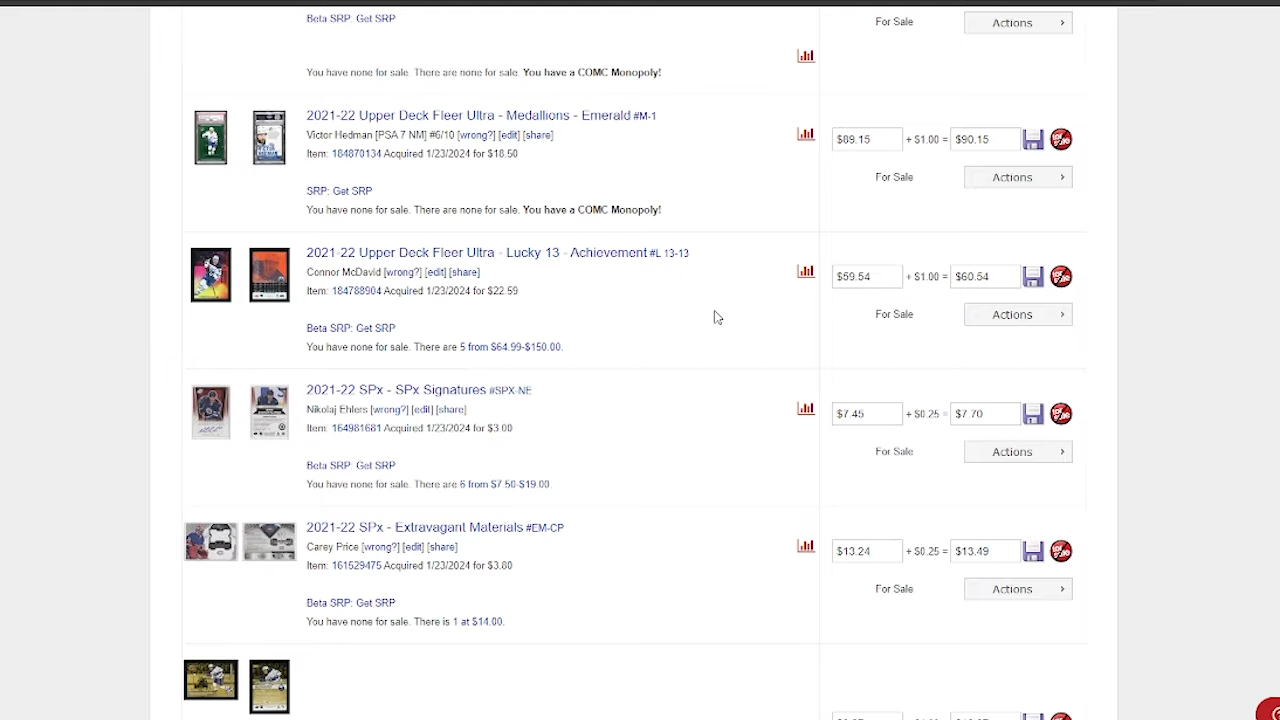 Beta SRP: Get SRP
For Sale
Actions
You have none for sale. There are none for sale. You have a COMC Monopoly!
2021-22 Upper Deck Fleer Ultra - Medallions - Emerald #M-1
Victor Hedman [PSA 7 NM] #6/10 [wrong?] [edit] [share]
Item: 184870134 Acquired 1/23/2024 for $18.50
$89.15 + $1.00 = $90.15
For Sale
Actions
SRP: Get SRP
You have none for sale. There are none for sale. You have a COMC Monopoly!
2021-22 Upper Deck Fleer Ultra - Lucky 13 - Achievement #L 13-13
Connor McDavid [wrong?] [edit] [share]
Item: 184788904 Acquired 1/23/2024 for $22.59
$59.54 + $1.00 = $60.54
For Sale
Actions
Beta SRP: Get SRP
You have none for sale. There are 5 from $64.99-$150.00.
2021-22 SPx - SPx Signatures #SPX-NE
Nikolaj Ehlers [wrong?] [edit] [share]
Item: 164981681 Acquired 1/23/2024 for $3.00
$7.45 + $0.25 = $7.70
For Sale
Actions
Beta SRP: Get SRP
You have none for sale. There are 6 from $7.50-$19.00
2021-22 SPx - Extravagant Materials #EM-CP
Carey Price [wrong?] [edit] [share]
Item: 161529475 Acquired 1/23/2024 for $3.80
$13.24 + $0.25 = $13.49
For Sale
Actions
Beta SRP: Get SRP
You have none for sale. There is 1 at $14.00.